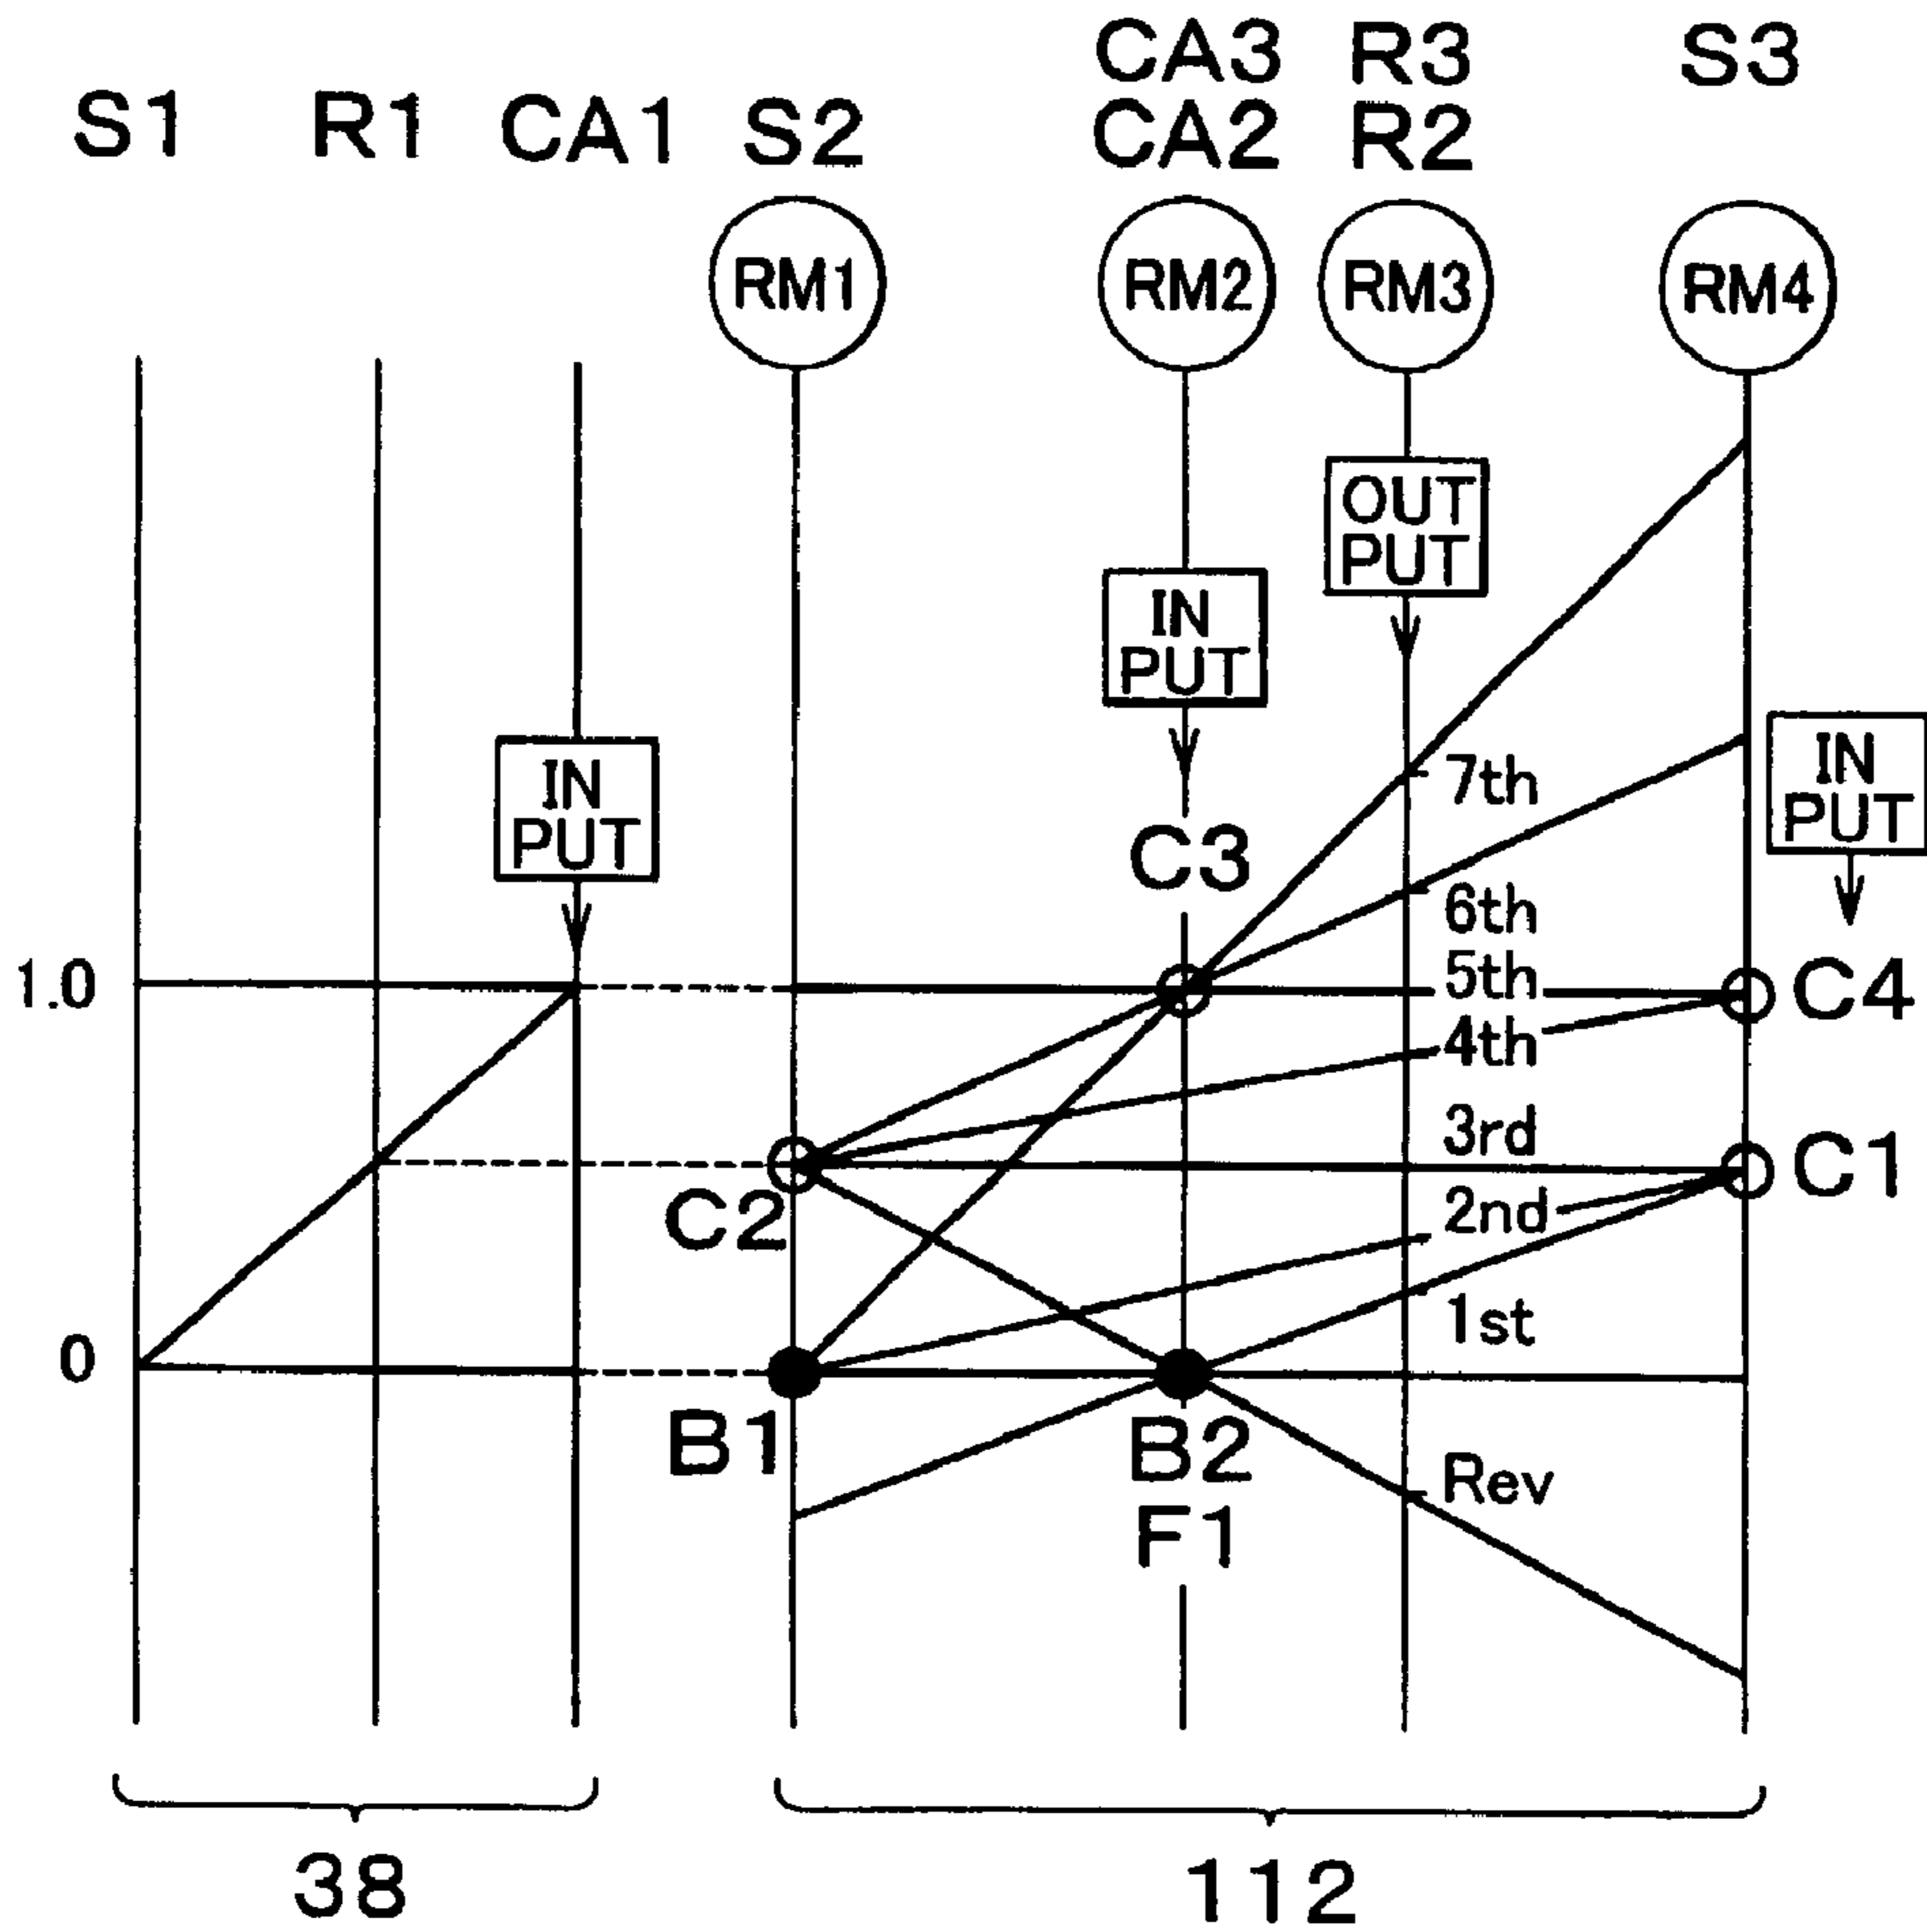 CA3 R3 S3
S1 R1 CA1 S2 CA2 R2
RM1 RM2 RM3 RM4
OUT
PUT
IN
PUT
IN
PUT
IN
PUT
7th
C3
6th
1.0
5th
C4
4th
3rd
C1
C2
2nd
1st
0
B1
B2
F1
Rev
38
112